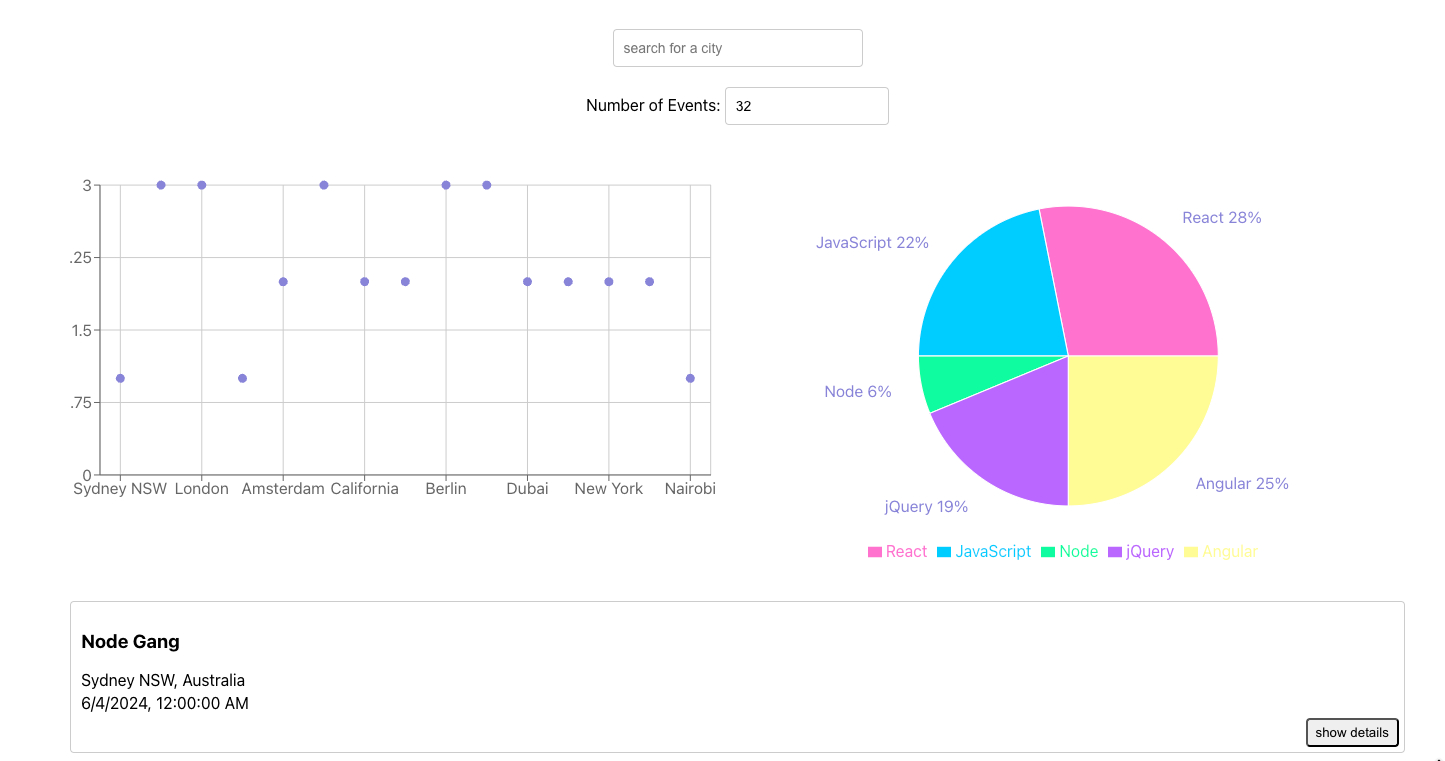 search for a city
Number of Events: 32
3
.25
1.5
.75
0
Sydney NSW London Amsterdam California Berlin Dubai New York Nairobi
React 28%
JavaScript 22%
Node 6%
jQuery 19%
Angular 25%
React JavaScript Node jQuery Angular
Node Gang
Sydney NSW, Australia
6/4/2024, 12:00:00 AM
show details